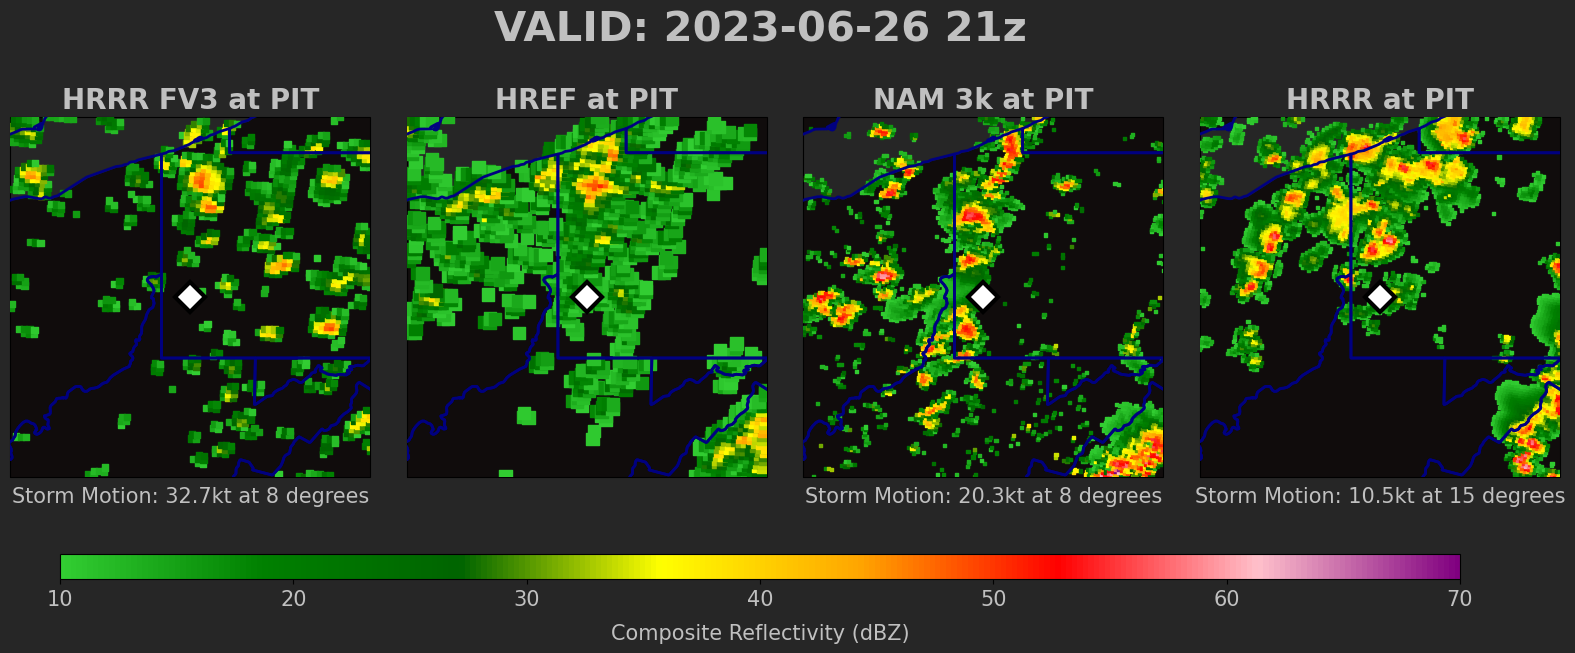 VALID: 2023-06-26 21z
HRRR FV3 at PIT
HREF at PIT
NAM 3k at PIT
HRRR at PIT
Storm Motion: 32.7kt at 8 degrees
Storm Motion: 20.3kt at 8 degrees
Storm Motion: 10.5kt at 15 degrees
10 20 30 40 50 60 70
Composite Reflectivity (dBZ)